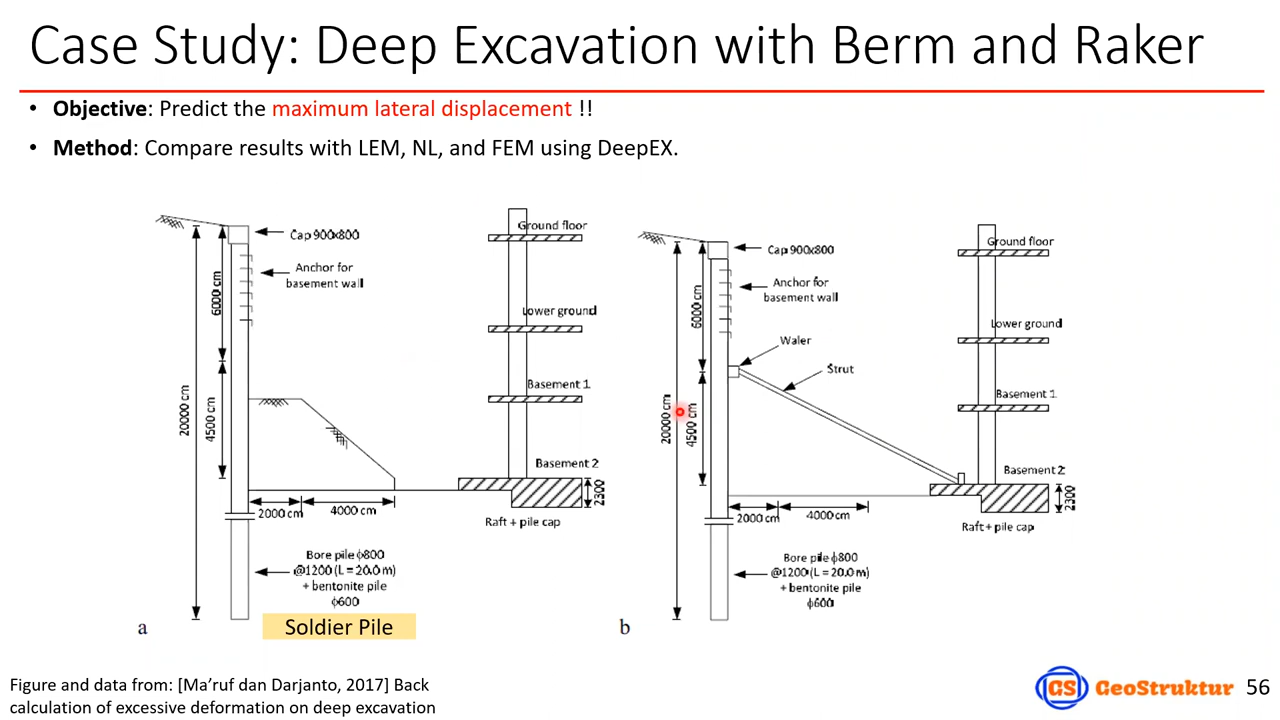 Case Study: Deep Excavation with Berm and Raker
• Objective: Predict the maximum lateral displacement !!
• Method: Compare results with LEM, NL, and FEM using DeepEX.
Cap 900x800
Anchor for
basement wall
6000 cm
20000 cm
4500 cm
2000 cm
4000 cm
Ground floor
Lower ground
Basement 1
Basement 2
2300
Raft + pile cap
Bore pile ϕ800
@1200 (L = 20.0 m)
+ bentonite pile
ϕ600
a
Soldier Pile
Cap 900x800
Anchor for
basement wall
6000 cm
Waler
Strut
20000 cm
4500 cm
2000 cm
4000 cm
Ground floor
Lower ground
Basement 1
Basement 2
2300
Raft + pile cap
Bore pile ϕ800
@1200 (L = 20.0 m)
+ bentonite pile
ϕ600
b
Figure and data from: [Ma’ruf dan Darjanto, 2017] Back
calculation of excessive deformation on deep excavation
GS GeoStruktur 56